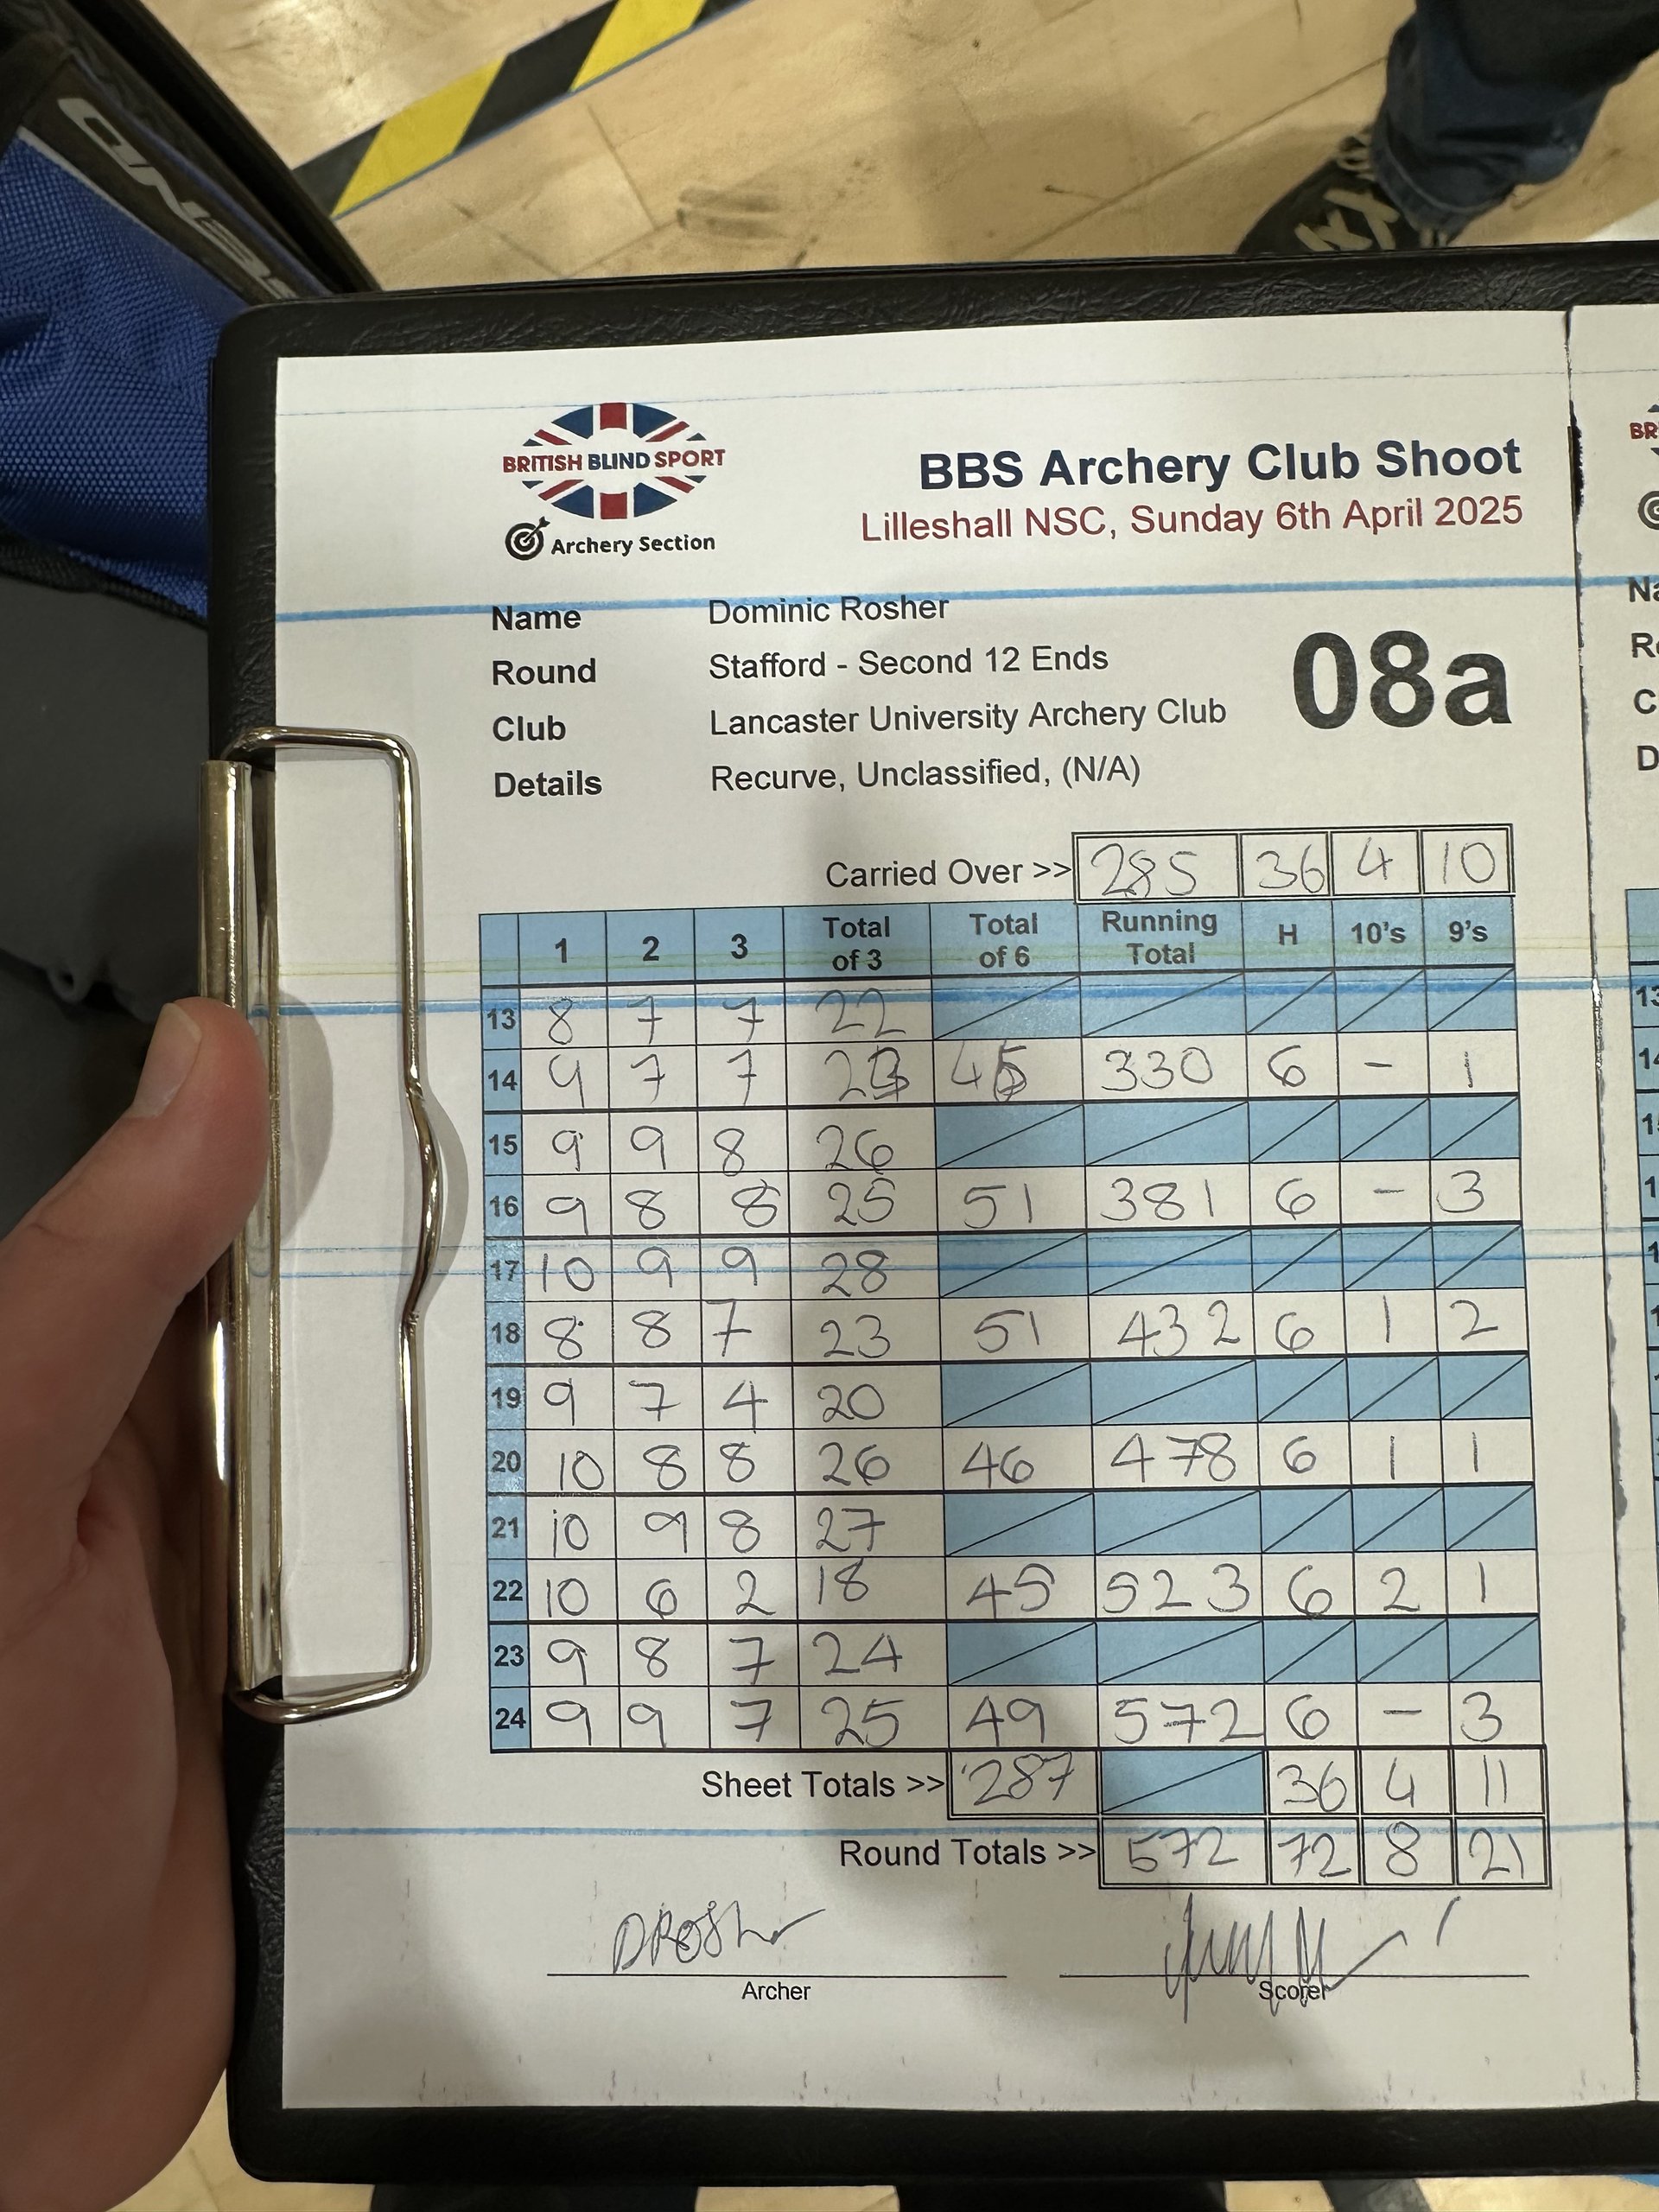 BRITISH BLIND SPORT
Archery Section
BBS Archery Club Shoot
Lilleshall NSC, Sunday 6th April 2025
Name Dominic Rosher
Round Stafford - Second 12 Ends
Club Lancaster University Archery Club
Details Recurve, Unclassified, (N/A)
08a
Carried Over >> 285 36 4 10
1 2 3 Total of 3 Total of 6 Running Total H 10's 9's
13 8 7 7 22
14 9 7 7 23 45 330 6 - 1
15 9 9 8 26
16 9 8 8 25 51 381 6 - 3
17 10 9 9 28
18 8 8 7 23 51 432 6 1 2
19 9 7 4 20
20 10 8 8 26 46 478 6 1 1
21 10 9 8 27
22 10 6 2 18 45 523 6 2 1
23 9 8 7 24
24 9 9 7 25 49 572 6 - 3
Sheet Totals >> 287 36 4 11
Round Totals >> 572 72 8 21
DRosher
Archer
Scorer